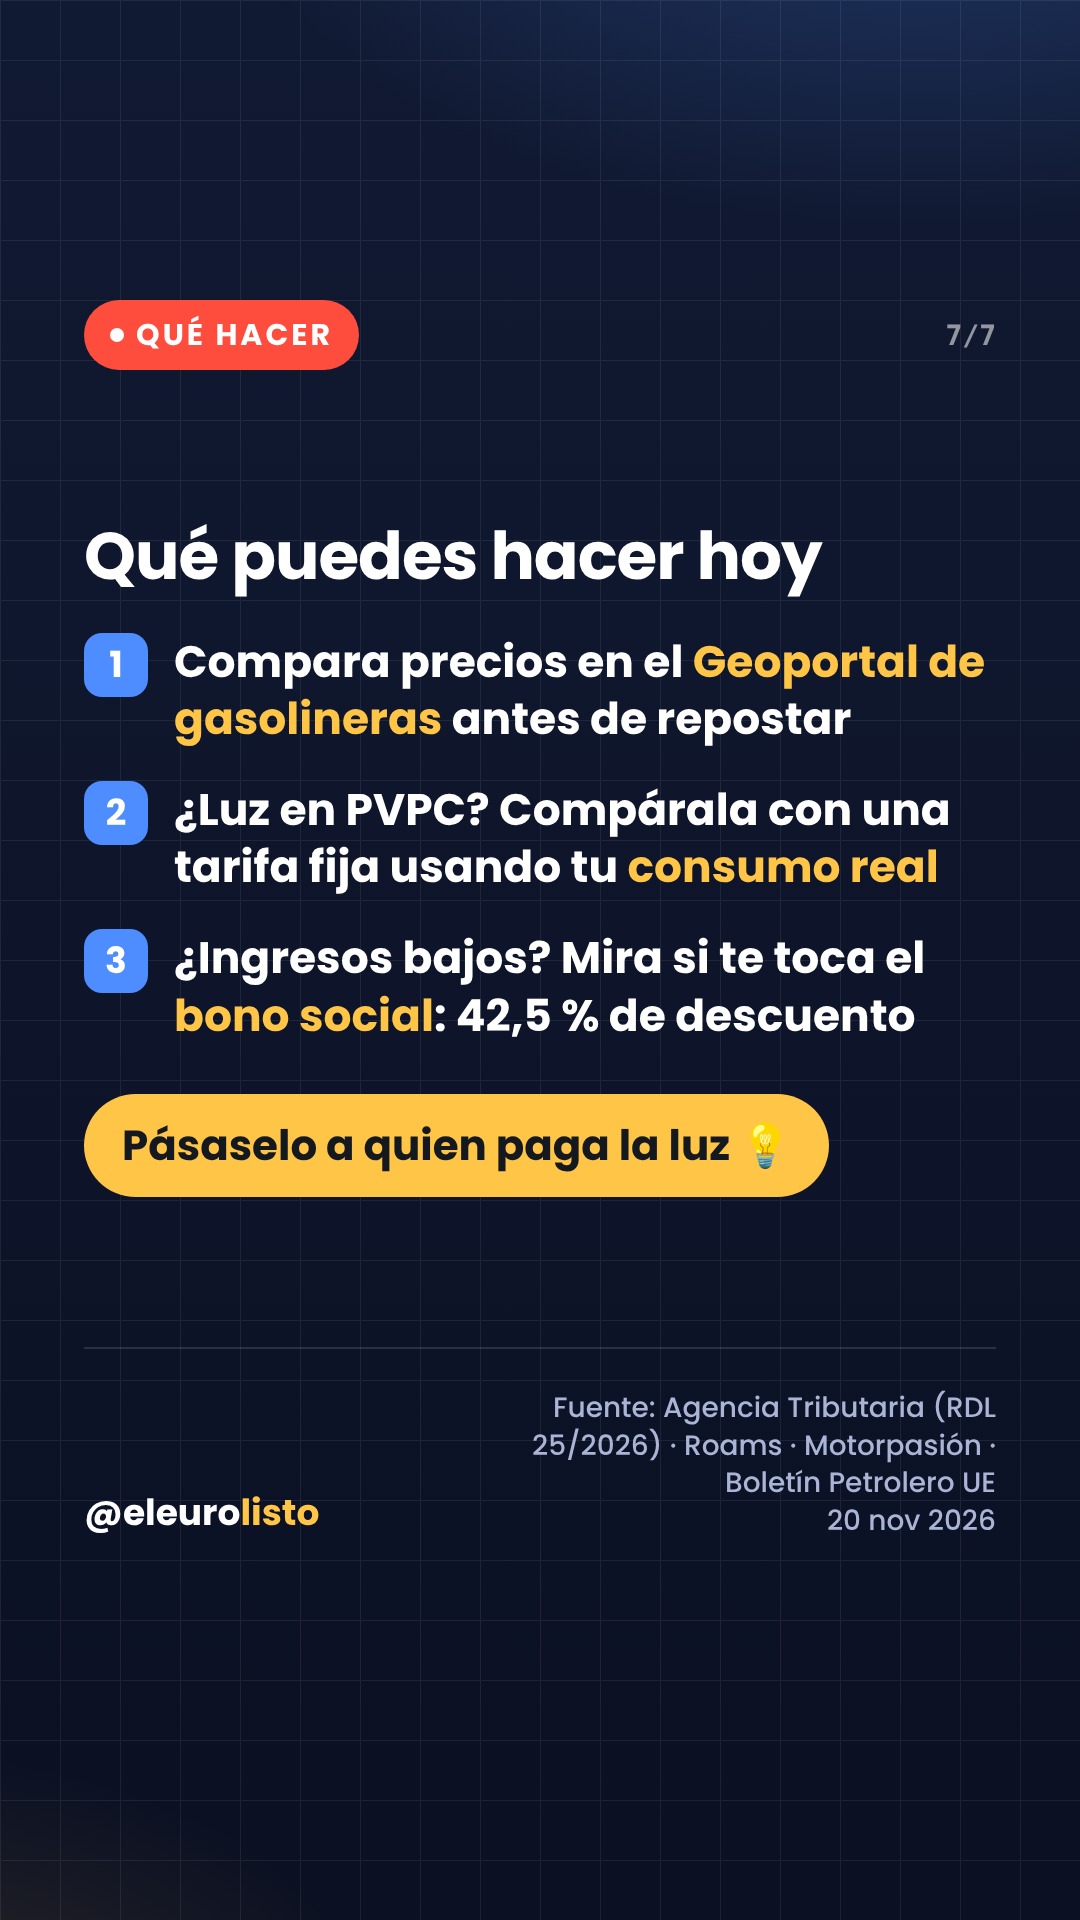 QUÉ HACER
7/7
Qué puedes hacer hoy
1 Compara precios en el Geoportal de
gasolineras antes de repostar
2 ¿Luz en PVPC? Compárala con una
tarifa fija usando tu consumo real
3 ¿Ingresos bajos? Mira si te toca el
bono social: 42,5 % de descuento
Pásaselo a quien paga la luz 💡
Fuente: Agencia Tributaria (RDL
25/2026) · Roams · Motorpasión ·
Boletín Petrolero UE
20 nov 2026
@eleurolisto